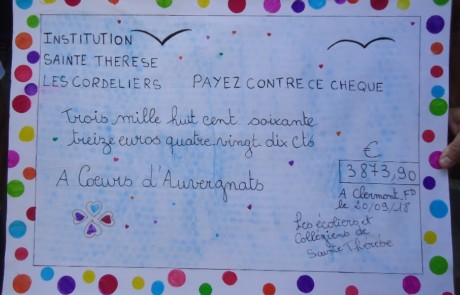 INSTITUTION
SAINTE THERESE
LES CORDELIERS PAYEZ CONTRE CE CHEQUE
Trois mille huit cent soixante
treize euros quatre vingt dix cts
€
3873,90
A Coeurs d'Auvergnats
A Clermont, FD
le 20/09/18
Les écoliers et
Collégiens de
Sainte Thérèse